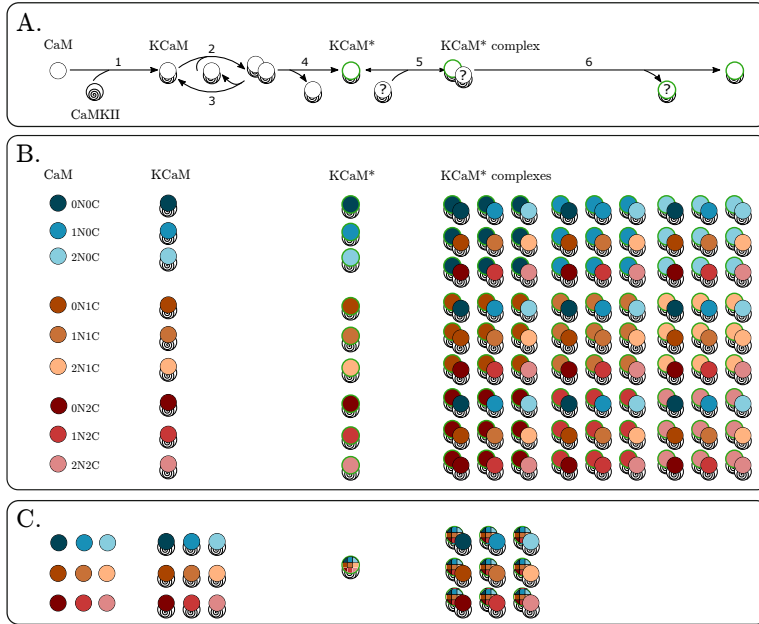 A.
CaM KCaM KCaM* KCaM* complex
1 2 3 4 5 6
? ? ?
CaMKII
B.
CaM KCaM KCaM* KCaM* complexes
0N0C
1N0C
2N0C
0N1C
1N1C
2N1C
0N2C
1N2C
2N2C
C.